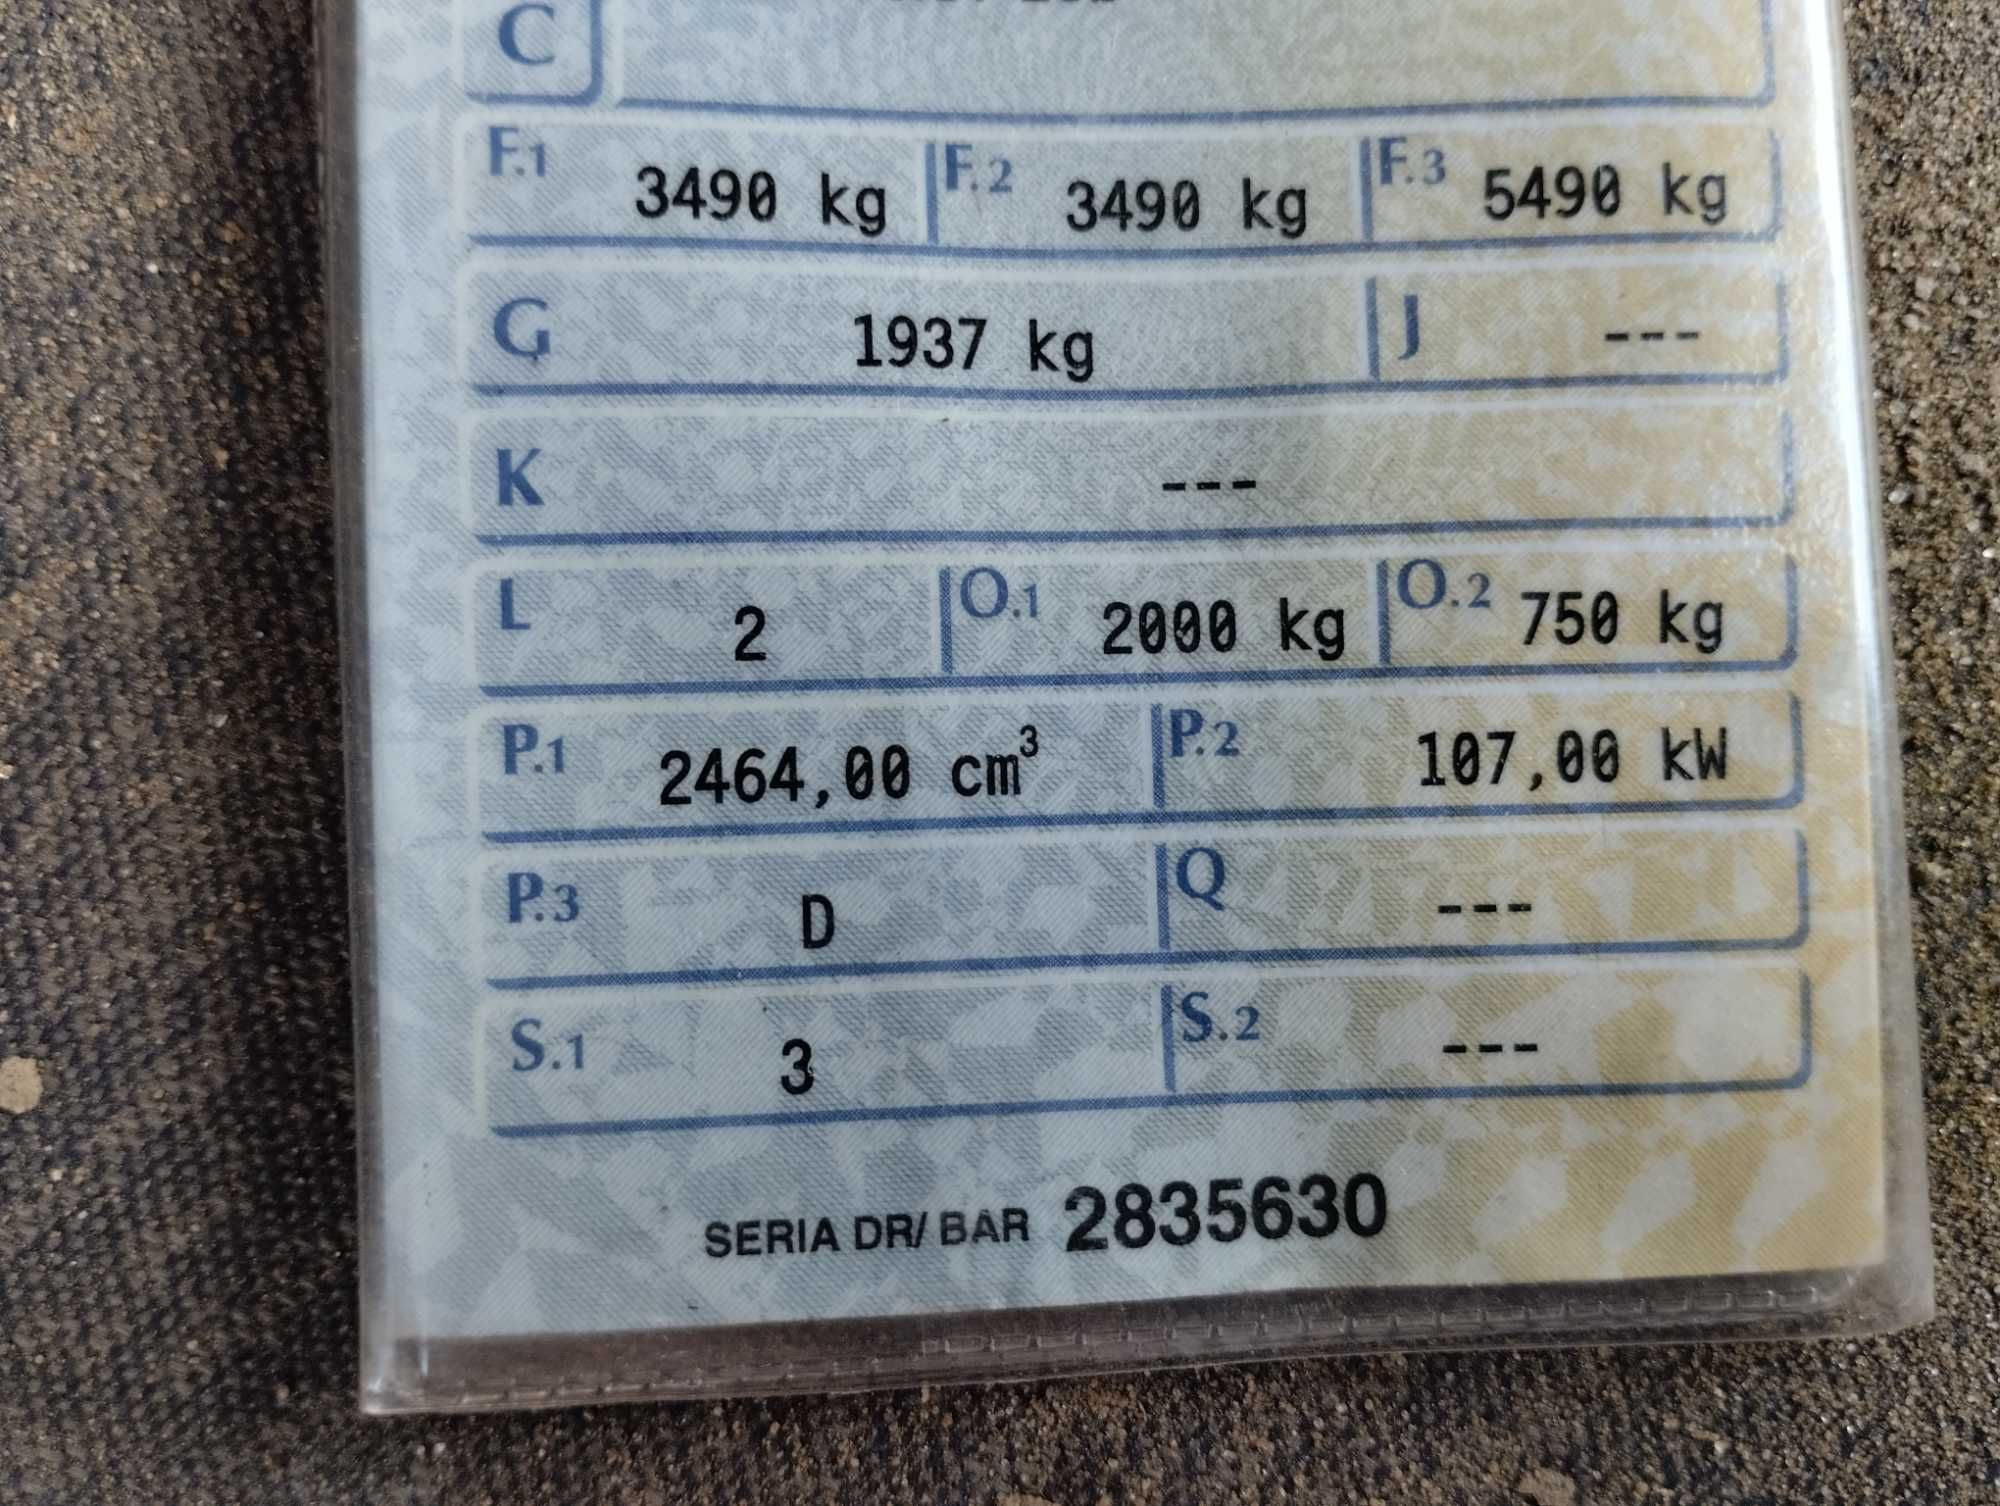 C
F.1 3490 kg F.2 3490 kg F.3 5490 kg
G 1937 kg J ---
K ---
L 2 O.1 2000 kg O.2 750 kg
P.1 2464,00 cm³ P.2 107,00 kW
P.3 D Q ---
S.1 3 S.2 ---
SERIA DR/ BAR 2835630